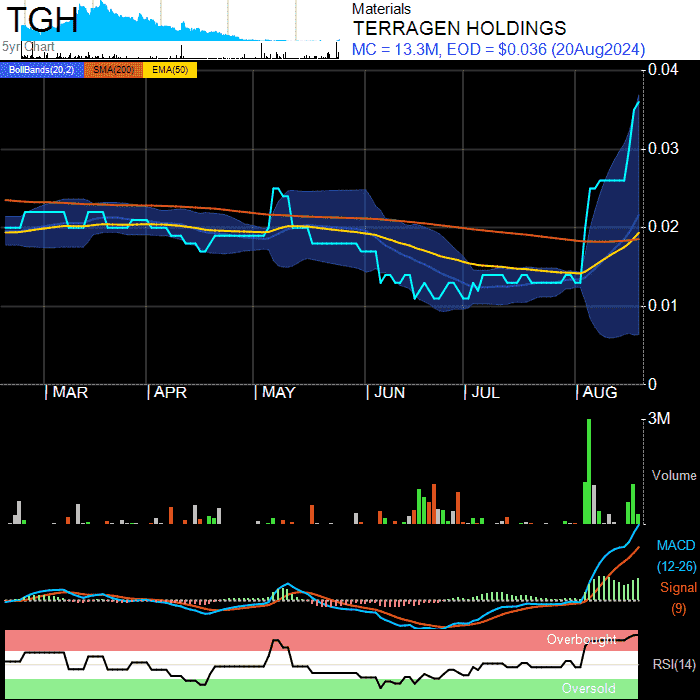 TGH
5yr Chart
Materials
TERRAGEN HOLDINGS
MC = 13.3M, EOD = $0.036 (20Aug2024)
BollBands(20,2) SMA(200) EMA(50)
0.04
0.03
0.02
0.01
0
MAR APR MAY JUN JUL AUG
3M
Volume
MACD
(12-26)
Signal
(9)
Overbought
RSI(14)
Oversold